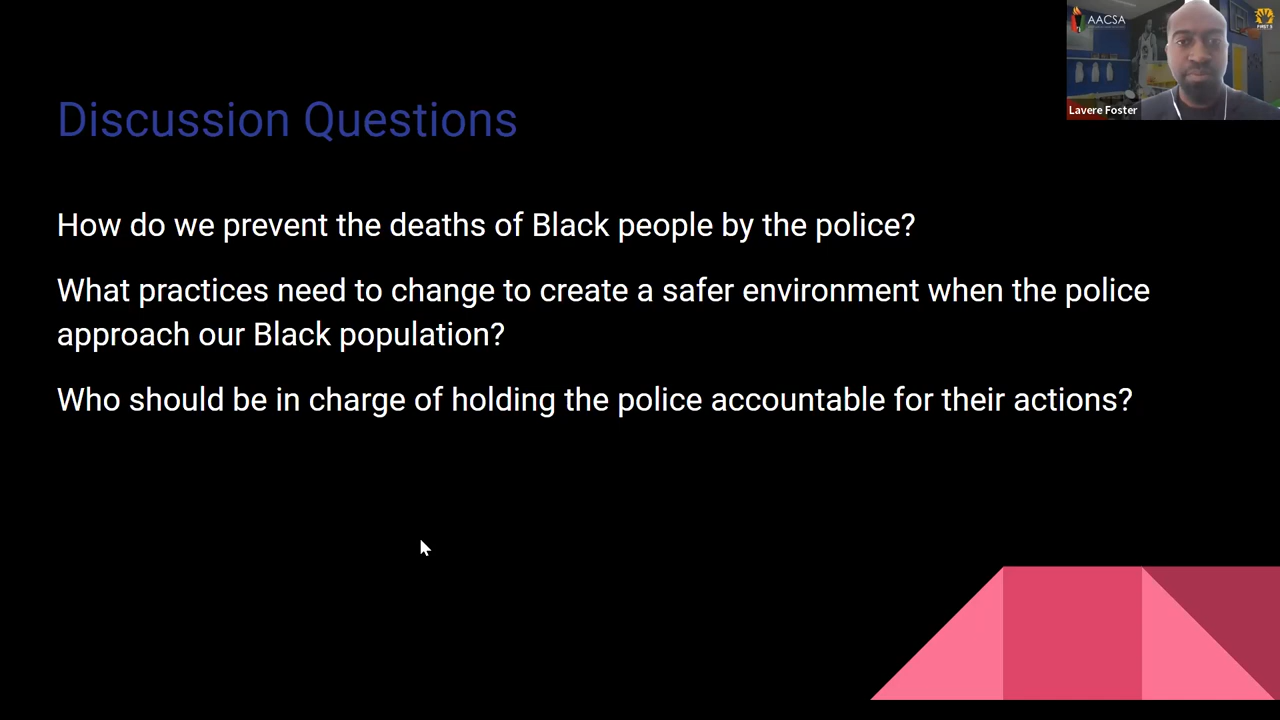 AACSA
FIRST 5
Lavere Foster
Discussion Questions
How do we prevent the deaths of Black people by the police?
What practices need to change to create a safer environment when the police
approach our Black population?
Who should be in charge of holding the police accountable for their actions?